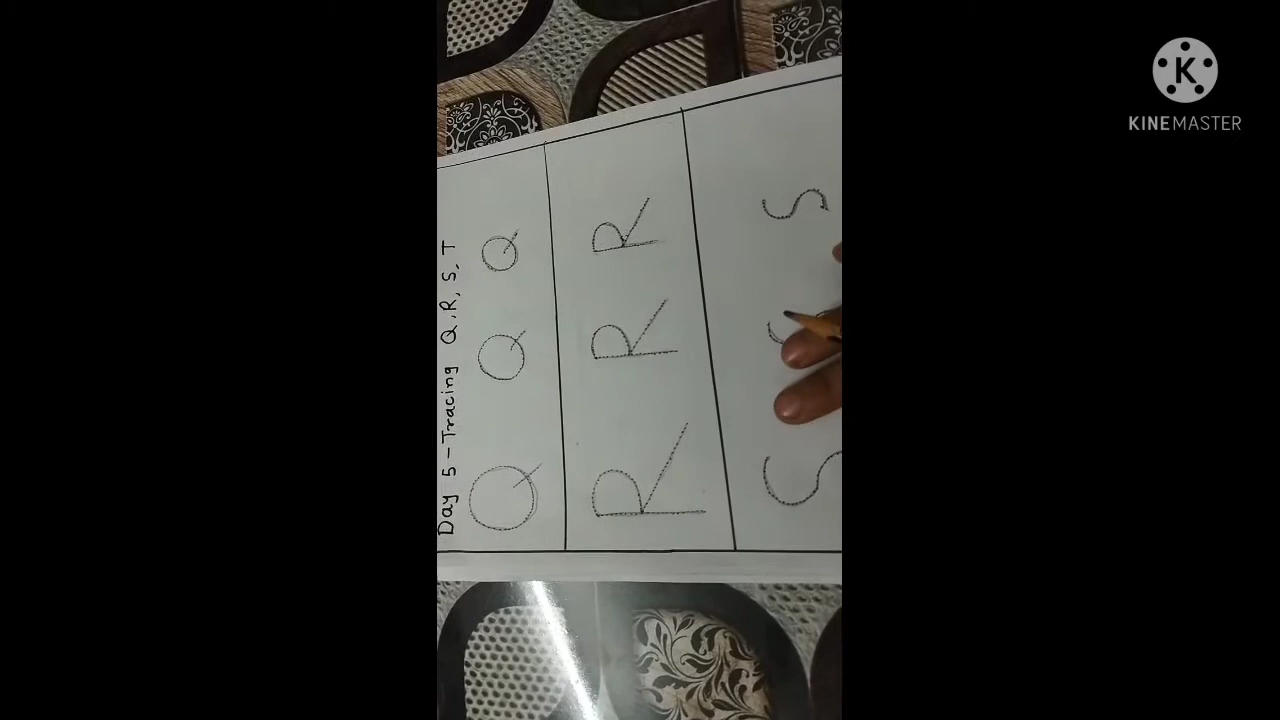 Day 5 - Tracing Q, R, S, T
Q Q Q
R R R
S S S
K
KINEMASTER